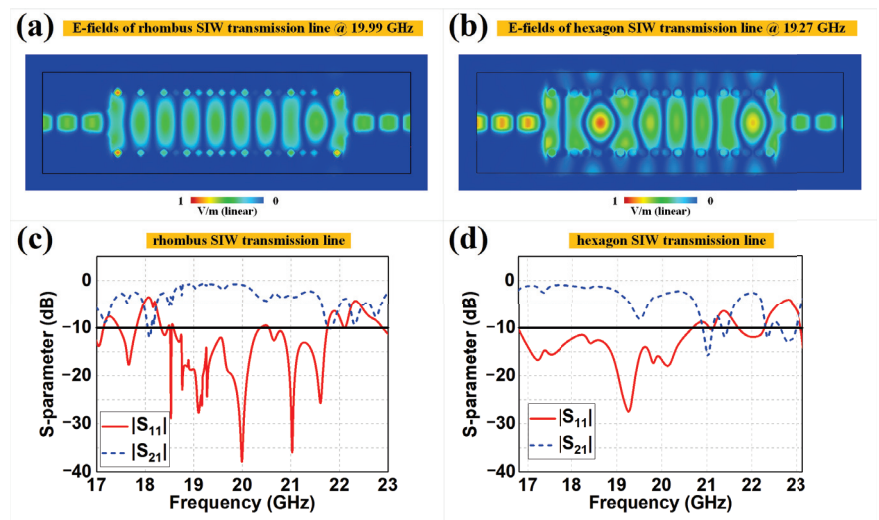 (a) E-fields of rhombus SIW transmission line @ 19.99 GHz
(b) E-fields of hexagon SIW transmission line @ 1927 GHz
1 0
V/m (linear)
1 0
V/m (linear)
(c) rhombus SIW transmission line
(d) hexagon SIW transmission line
S-parameter (dB)
0
−10
−20
−30
−40
|S₁₁|
|S₂₁|
17 18 19 20 21 22 23
Frequency (GHz)
S-parameter (dB)
0
−10
−20
−30
−40
|S₁₁|
|S₂₁|
17 18 19 20 21 22 23
Frequency (GHz)